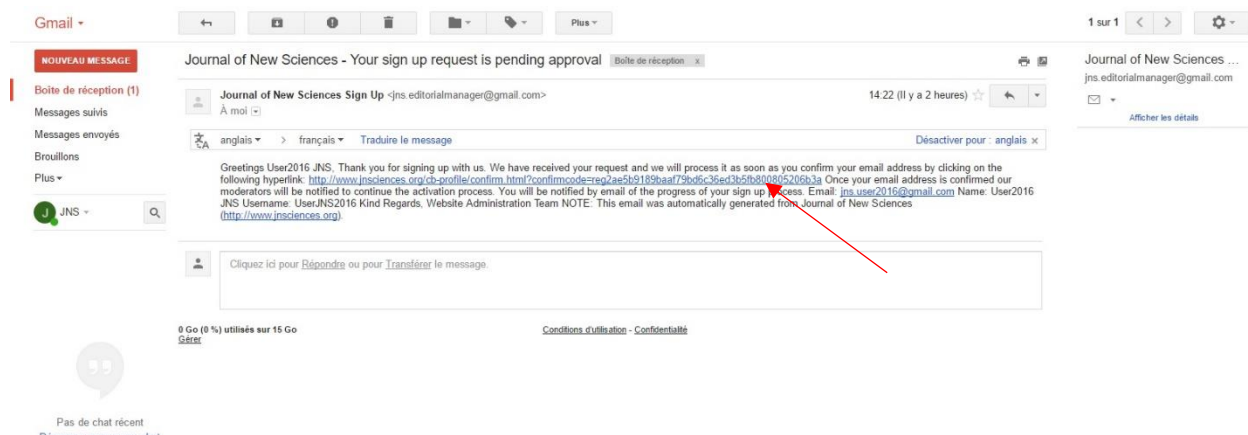 Gmail
Plus
1 sur 1
NOUVEAU MESSAGE
Boîte de réception (1)
Messages suivis
Messages envoyés
Brouillons
Plus
JNS
J
Journal of New Sciences - Your sign up request is pending approval
Boîte de réception x
Journal of New Sciences Sign Up <jns.editorialmanager@gmail.com>
14:22 (Il y a 2 heures)
À moi
anglais > français Traduire le message
Désactiver pour : anglais x
Greetings User2016 JNS, Thank you for signing up with us. We have received your request and we will process it as soon as you confirm your email address by clicking on the
following hyperlink: http://www.jnsciences.org/cb-profile/confirm.html?confirmcode=reg2ae5b9189baaf79bd6c36ed3b5fb800805206b3a Once your email address is confirmed our
moderators will be notified to continue the activation process. You will be notified by email of the progress of your sign up process. Email: jns.user2016@gmail.com Name: User2016
JNS Username: UserJNS2016 Kind Regards, Website Administration Team NOTE: This email was automatically generated from Journal of New Sciences
(http://www.jnsciences.org).
Cliquez ici pour Répondre ou pour Transférer le message.
0 Go (0 %) utilisés sur 15 Go
Gérer
Conditions d'utilisation - Confidentialité
Journal of New Sciences ...
jns.editorialmanager@gmail.com
Afficher les détails
Pas de chat récent